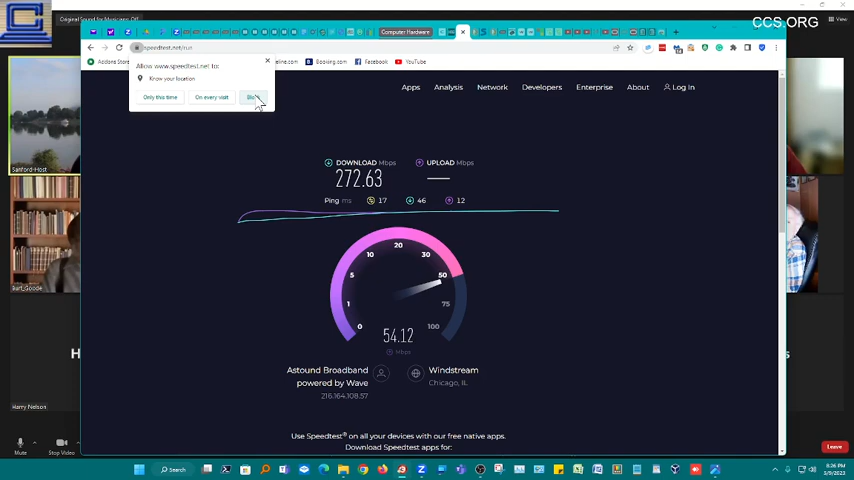 Original Sound for Musicians: Off
CCS.ORG
View
Computer Hardware
speedtest.net/run
Addons Store
Booking.com
Facebook
YouTube
Allow www.speedtest.net to:
Know your location
Only this time
On every visit
Block
Apps
Analysis
Network
Developers
Enterprise
About
Log In
DOWNLOAD Mbps
UPLOAD Mbps
272.63
Ping ms
17
46
12
0
1
5
10
20
30
50
75
100
54.12
Mbps
Astound Broadband
powered by Wave
216.164.108.57
Windstream
Chicago, IL
Use Speedtest® on all your devices with our free native apps.
Download Speedtest apps for:
Sanford-Host
Burt_Goode
Harry Nelson
Mute
Stop Video
Leave
Search
8:26 PM
3/9/2023